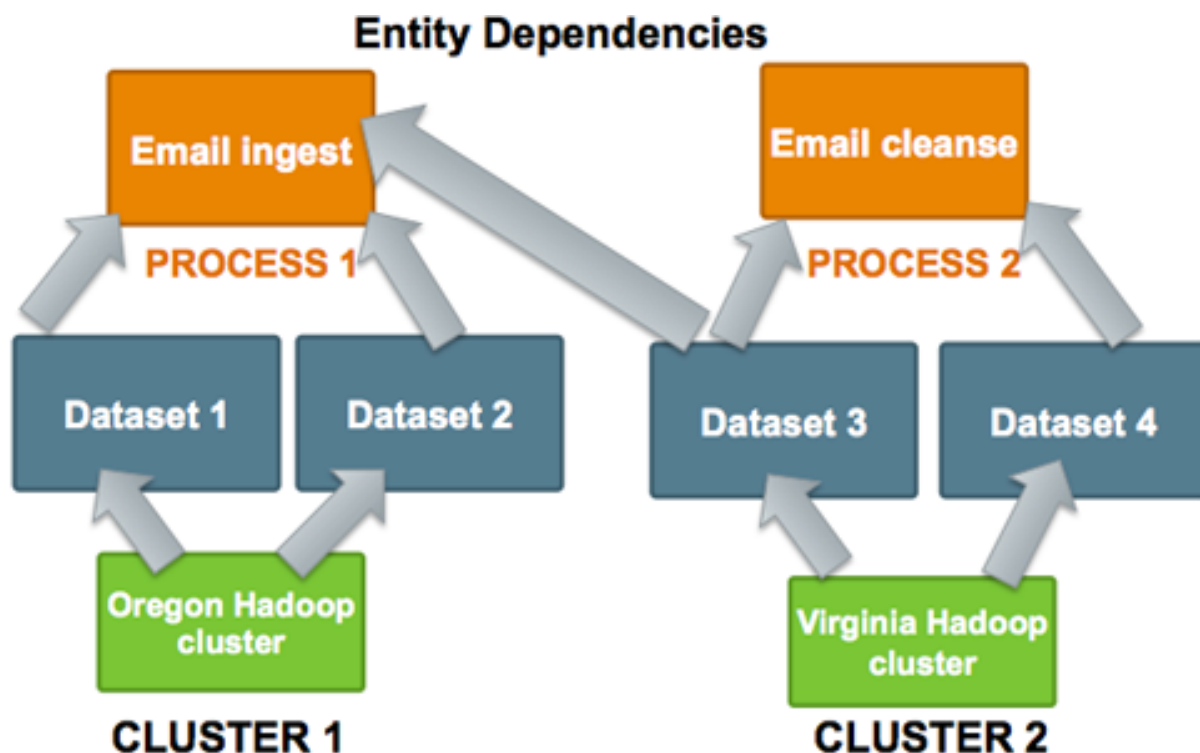 Entity Dependencies
Email ingest
Email cleanse
PROCESS 1
PROCESS 2
Dataset 1
Dataset 2
Dataset 3
Dataset 4
Oregon Hadoop
cluster
Virginia Hadoop
cluster
CLUSTER 1
CLUSTER 2